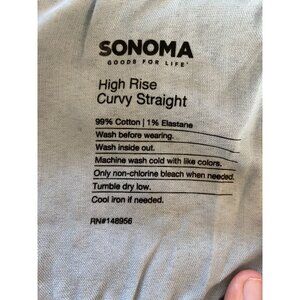 SONOMA
GOODS FOR LIFE
High Rise
Curvy Straight
99% Cotton | 1% Elastane
Wash before wearing.
Wash inside out.
Machine wash cold with like colors.
Only non-chlorine bleach when needed.
Tumble dry low.
Cool iron if needed.
RN#148956